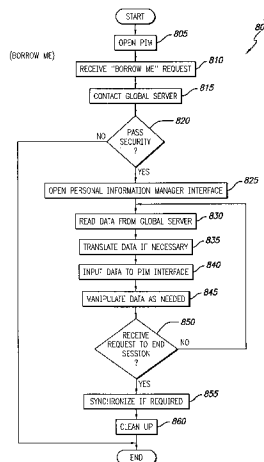 START
805
OPEN PIM
(BORROW ME)
810
RECEIVE "BORROW ME" REQUEST
815
CONTACT GLOBAL SERVER
820
NO
PASS
SECURITY
?
YES
OPEN PERSONAL INFORMATION MANAGER INTERFACE
825
830
READ DATA FROM GLOBAL SERVER
835
TRANSLATE DATA IF NECESSARY
840
INPUT DATA TO PIM INTERFACE
845
MANIPULATE DATA AS NEEDED
850
RECEIVE
REQUEST TO END
SESSION
?
NO
YES
855
SYNCHRONIZE IF REQUIRED
860
CLEAN UP
END